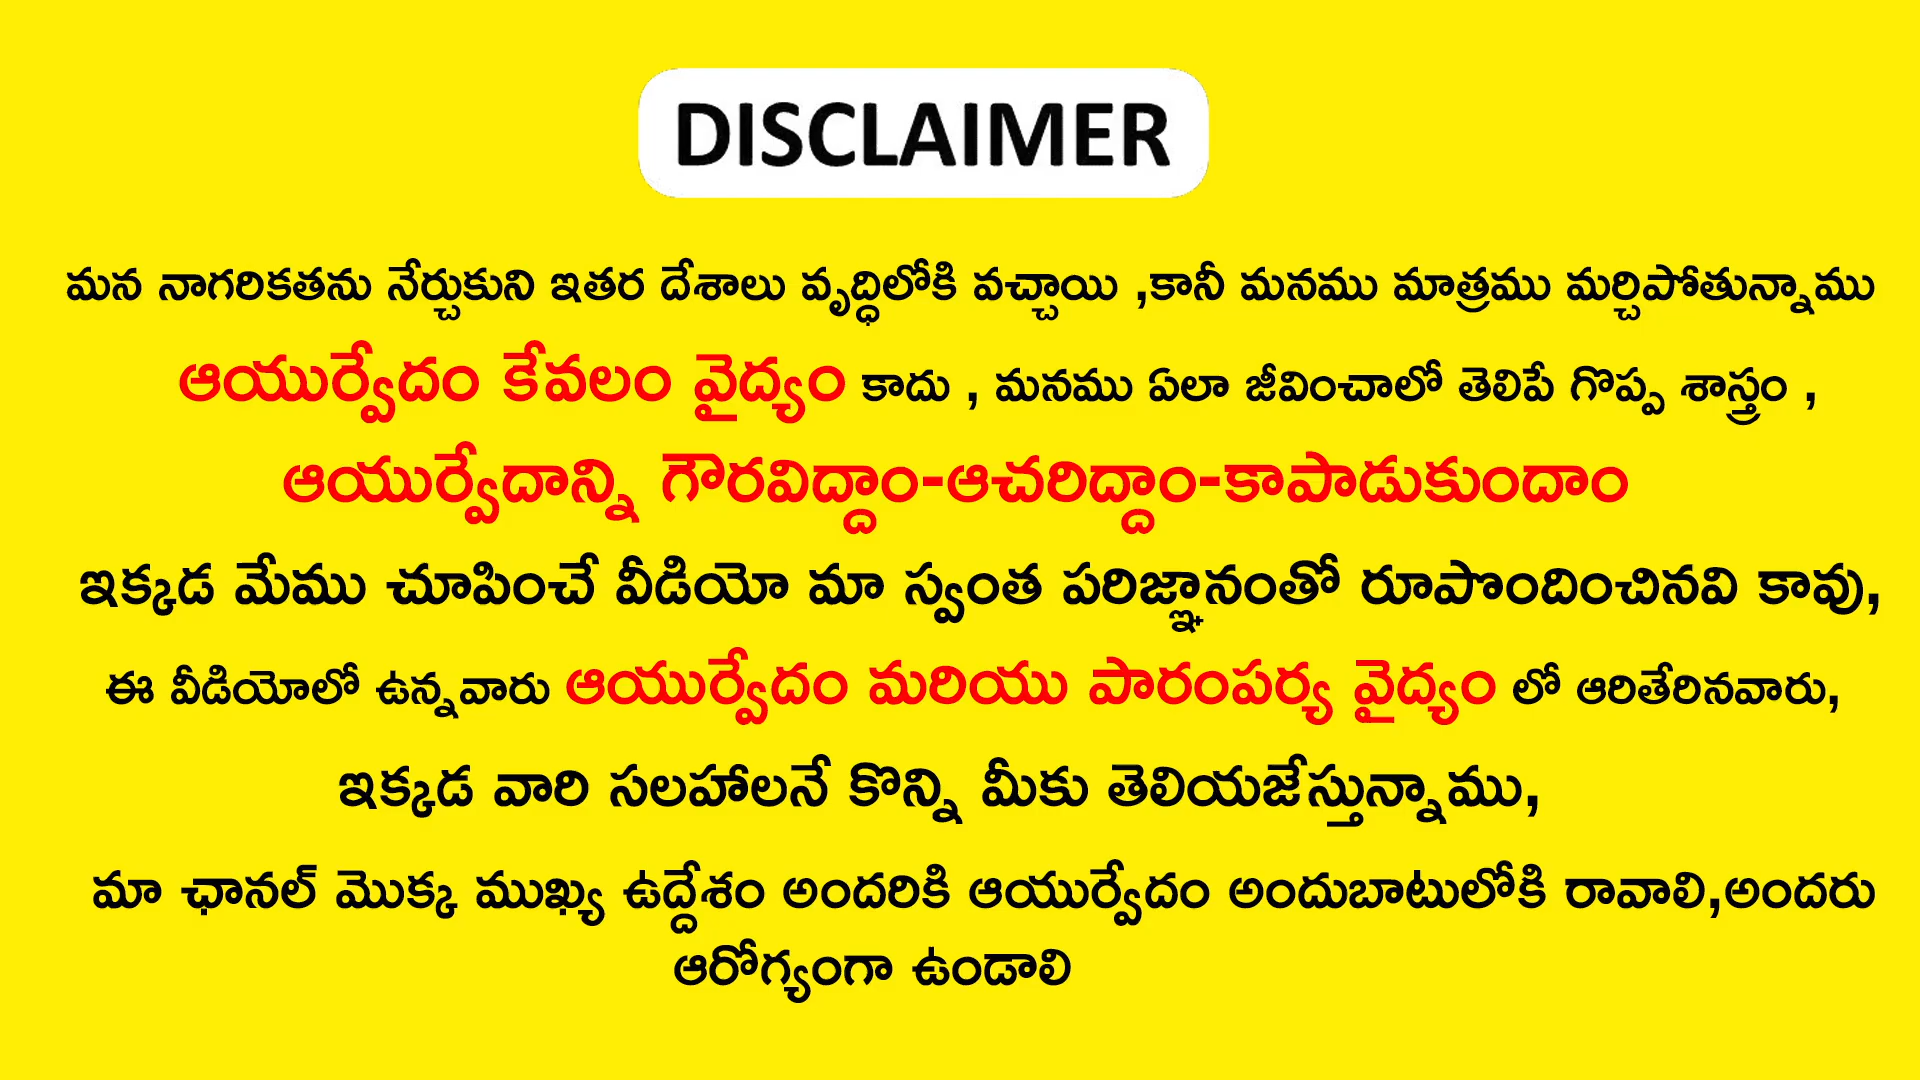 DISCLAIMER
మన నాగరికతను నేర్చుకుని ఇతర దేశాలు వృద్ధిలోకి వచ్చాయి ,కానీ మనము మాత్రము మర్చిపోతున్నాము
ఆయుర్వేదం కేవలం వైద్యం కాదు , మనము ఏలా జీవించాలో తెలిపే గొప్ప శాస్త్రం ,
ఆయుర్వేదాన్ని గౌరవిద్దాం-ఆచరిద్దాం-కాపాడుకుందాం
ఇక్కడ మేము చూపించే వీడియో మా స్వంత పరిజ్ఞానంతో రూపొందించినవి కావు,
ఈ వీడియోలో ఉన్నవారు ఆయుర్వేదం మరియు పారంపర్య వైద్యం లో ఆరితేరినవారు,
ఇక్కడ వారి సలహాలనే కొన్ని మీకు తెలియజేస్తున్నాము,
మా ఛానల్ మొక్క ముఖ్య ఉద్దేశం అందరికి ఆయుర్వేదం అందుబాటులోకి రావాలి,అందరు
ఆరోగ్యంగా ఉండాలి